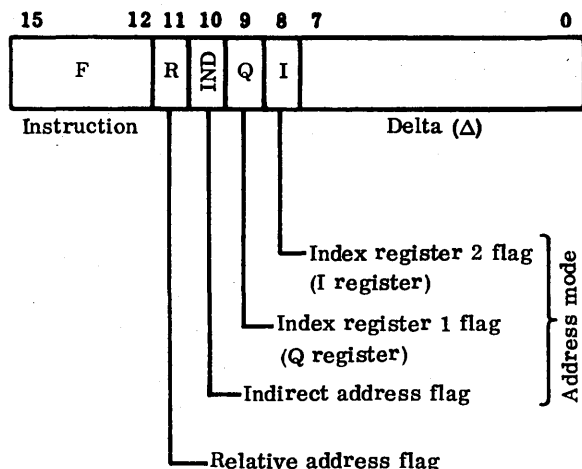 15 12 11 10 9 8 7 0
F R IND Q I
Instruction Delta (Δ)
Index register 2 flag
(I register)
Index register 1 flag
(Q register)
Indirect address flag
Relative address flag
Address mode